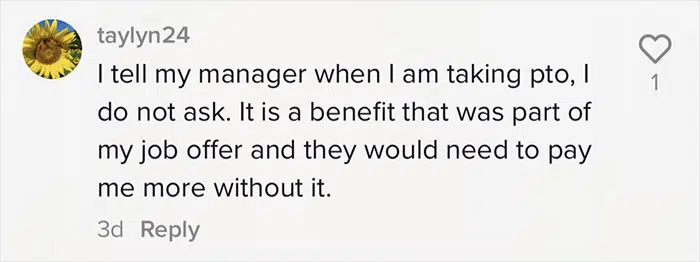 taylyn24
I tell my manager when I am taking pto, I
do not ask. It is a benefit that was part of
my job offer and they would need to pay
me more without it.
1
3d Reply